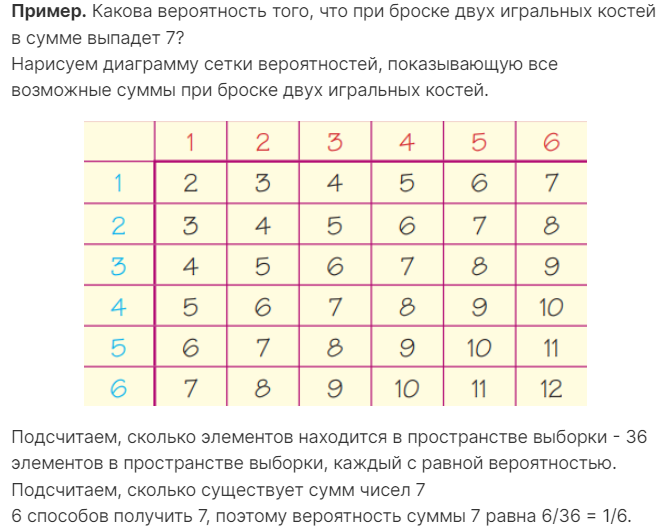 Пример. Какова вероятность того, что при броске двух игральных костей
в сумме выпадет 7?
Нарисуем диаграмму сетки вероятностей, показывающую все
возможные суммы при броске двух игральных костей.
1 2 3 4 5 6
1 2 3 4 5 6 7
2 3 4 5 6 7 8
3 4 5 6 7 8 9
4 5 6 7 8 9 10
5 6 7 8 9 10 11
6 7 8 9 10 11 12
Подсчитаем, сколько элементов находится в пространстве выборки - 36
элементов в пространстве выборки, каждый с равной вероятностью.
Подсчитаем, сколько существует сумм чисел 7
6 способов получить 7, поэтому вероятность суммы 7 равна 6/36 = 1/6.